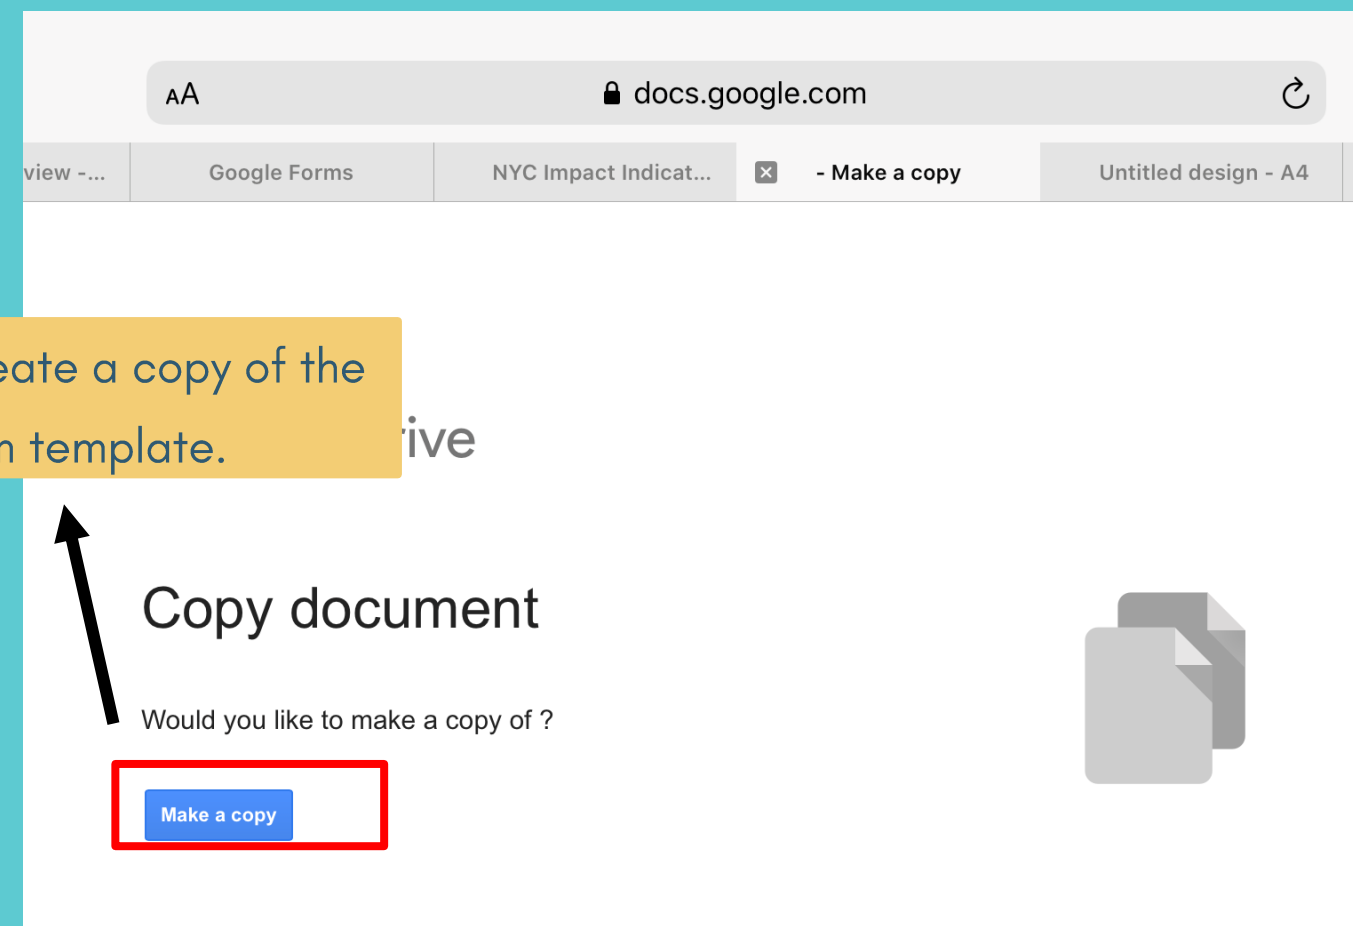 AA
docs.google.com
view -...
Google Forms
NYC Impact Indicat...
- Make a copy
Untitled design - A4
eate a copy of the
template.
rive
Copy document
Would you like to make a copy of ?
Make a copy